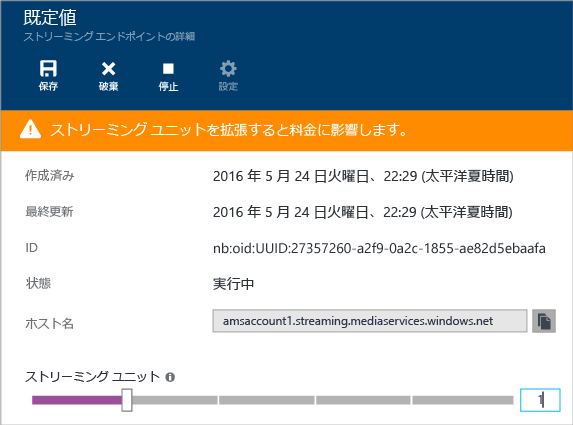 既定値
ストリーミング エンドポイントの詳細
保存 破棄 停止 設定
ストリーミング ユニットを拡張すると料金に影響します。
作成済み 2016 年 5 月 24 日火曜日、22:29 (太平洋夏時間)
最終更新 2016 年 5 月 24 日火曜日、22:29 (太平洋夏時間)
ID nb:oid:UUID:27357260-a2f9-0a2c-1855-ae82d5ebaafa
状態 実行中
ホスト名 amsaccount1.streaming.mediaservices.windows.net
ストリーミング ユニット
1